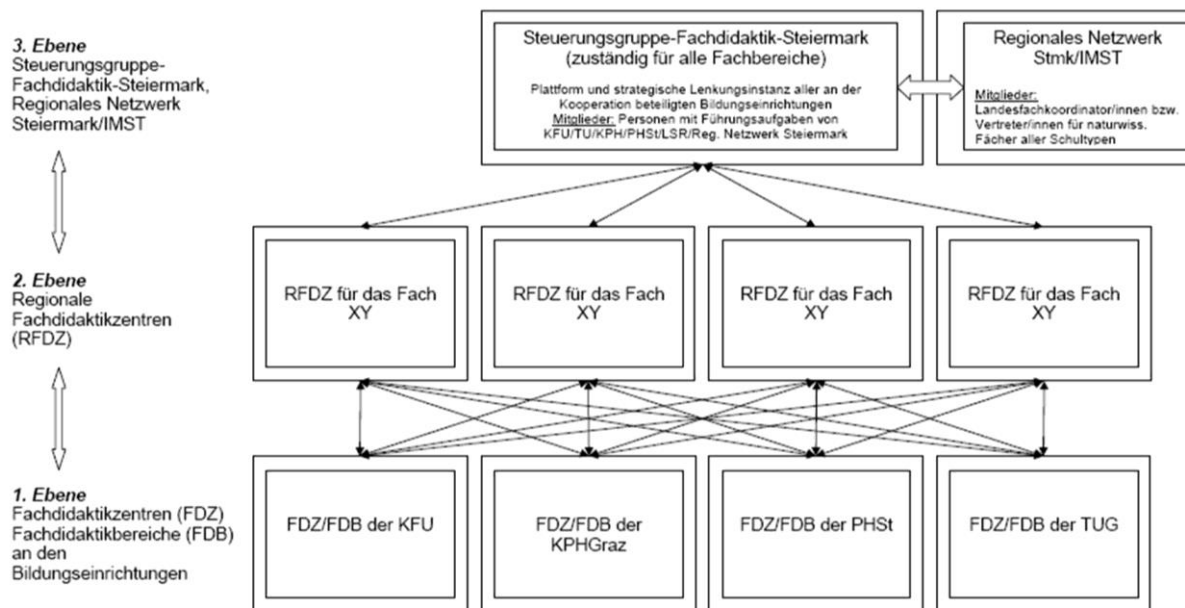 3. Ebene
Steuerungsgruppe-
Fachdidaktik-Steiermark,
Regionales Netzwerk
Steiermark/IMST
Steuerungsgruppe-Fachdidaktik-Steiermark
(zuständig für alle Fachbereiche)
Plattform und strategische Lenkungsinstanz aller an der
Kooperation beteiligten Bildungseinrichtungen
Mitglieder: Personen mit Führungsaufgaben von
KFU/TU/KPH/PHSt/LSR/Reg. Netzwerk Steiermark
Regionales Netzwerk
Stmk/IMST
Mitglieder:
Landesfachkoordinator/innen bzw.
Vertreter/innen für naturwiss.
Fächer aller Schultypen
2. Ebene
Regionale
Fachdidaktikzentren
(RFDZ)
RFDZ für das Fach
XY
RFDZ für das Fach
XY
RFDZ für das Fach
XY
RFDZ für das Fach
XY
1. Ebene
Fachdidaktikzentren (FDZ)
Fachdidaktikbereiche (FDB)
an den
Bildungseinrichtungen
FDZ/FDB der KFU
FDZ/FDB der
KPHGraz
FDZ/FDB der PHSt
FDZ/FDB der TUG